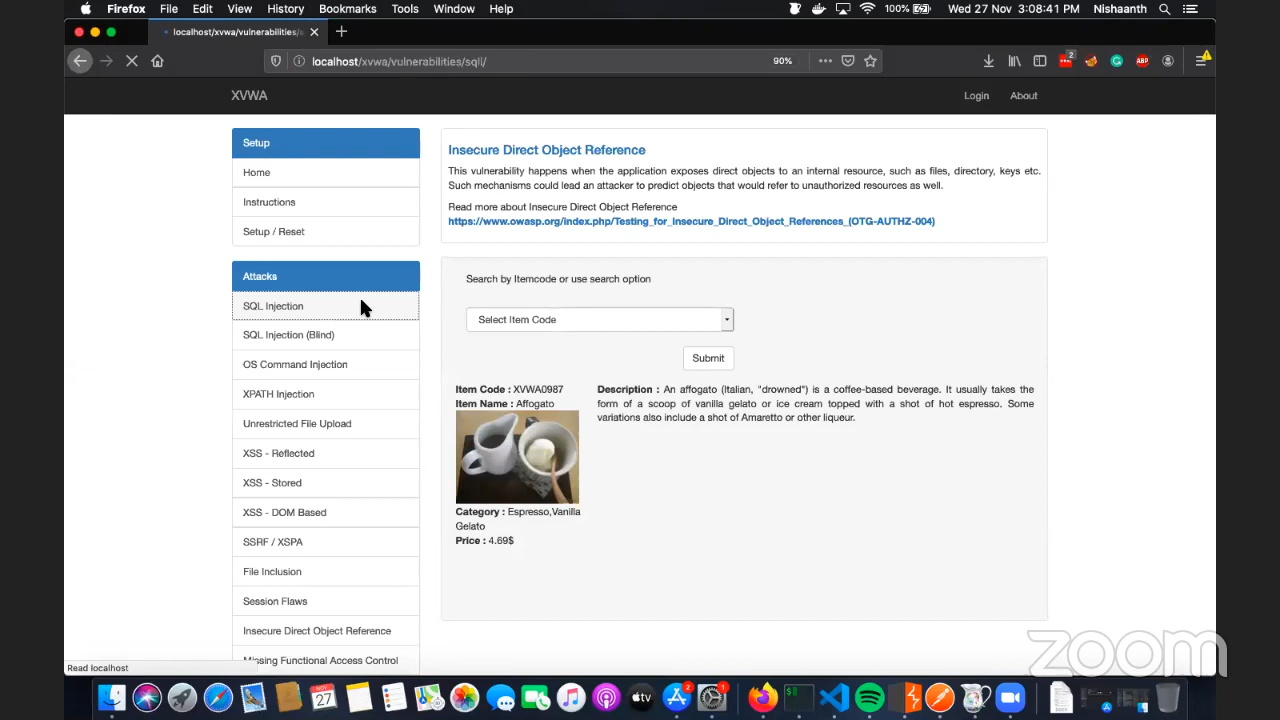 Firefox File Edit View History Bookmarks Tools Window Help 100% Wed 27 Nov 3:08:41 PM Nishaanth
localhost/xvwa/vulnerabilities/s
localhost/xvwa/vulnerabilities/sqli/ 90% 2 ABP
XVWA Login About
Setup
Home
Instructions
Setup / Reset
Attacks
SQL Injection
SQL Injection (Blind)
OS Command Injection
XPATH Injection
Unrestricted File Upload
XSS - Reflected
XSS - Stored
XSS - DOM Based
SSRF / XSPA
File Inclusion
Session Flaws
Insecure Direct Object Reference
Missing Functional Access Control
Insecure Direct Object Reference
This vulnerability happens when the application exposes direct objects to an internal resource, such as files, directory, keys etc.
Such mechanisms could lead an attacker to predict objects that would refer to unauthorized resources as well.
Read more about Insecure Direct Object Reference
https://www.owasp.org/index.php/Testing_for_Insecure_Direct_Object_References_(OTG-AUTHZ-004)
Search by Itemcode or use search option
Select Item Code
Submit
Item Code : XVWA0987
Item Name : Affogato
Category : Espresso,Vanilla
Gelato
Price : 4.69$
Description : An affogato (Italian, "drowned") is a coffee-based beverage. It usually takes the
form of a scoop of vanilla gelato or ice cream topped with a shot of hot espresso. Some
variations also include a shot of Amaretto or other liqueur.
Read localhost
zoom
NOV
27
tv
2
1